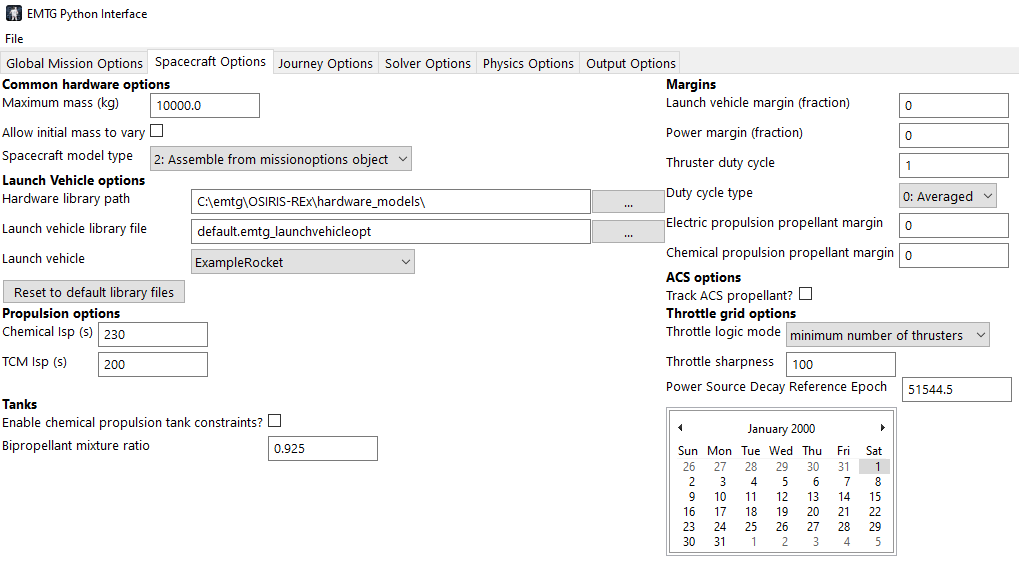 EMTG Python Interface
File
Global Mission Options Spacecraft Options Journey Options Solver Options Physics Options Output Options
Common hardware options
Maximum mass (kg) 10000.0
Allow initial mass to vary
Spacecraft model type 2: Assemble from missionoptions object
Launch Vehicle options
Hardware library path C:\emtg\OSIRIS-REx\hardware_models\ ...
Launch vehicle library file default.emtg_launchvehicleopt ...
Launch vehicle ExampleRocket
Reset to default library files
Propulsion options
Chemical Isp (s) 230
TCM Isp (s) 200
Tanks
Enable chemical propulsion tank constraints?
Bipropellant mixture ratio 0.925
Margins
Launch vehicle margin (fraction) 0
Power margin (fraction) 0
Thruster duty cycle 1
Duty cycle type 0: Averaged
Electric propulsion propellant margin 0
Chemical propulsion propellant margin 0
ACS options
Track ACS propellant?
Throttle grid options
Throttle logic mode minimum number of thrusters
Throttle sharpness 100
Power Source Decay Reference Epoch 51544.5
January 2000
Sun Mon Tue Wed Thu Fri Sat
26 27 28 29 30 31 1
2 3 4 5 6 7 8
9 10 11 12 13 14 15
16 17 18 19 20 21 22
23 24 25 26 27 28 29
30 31 1 2 3 4 5